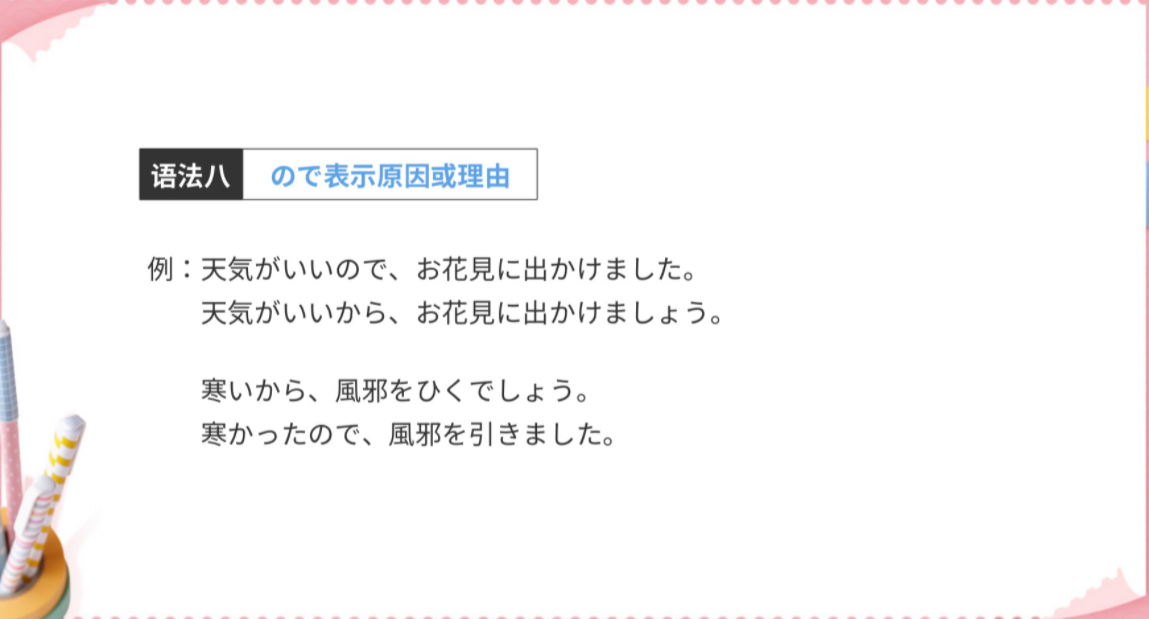 语法八 ので表示原因或理由
例：天気がいいので、お花見に出かけました。
天気がいいから、お花見に出かけましょう。
寒いから、風邪をひくでしょう。
寒かったので、風邪を引きました。